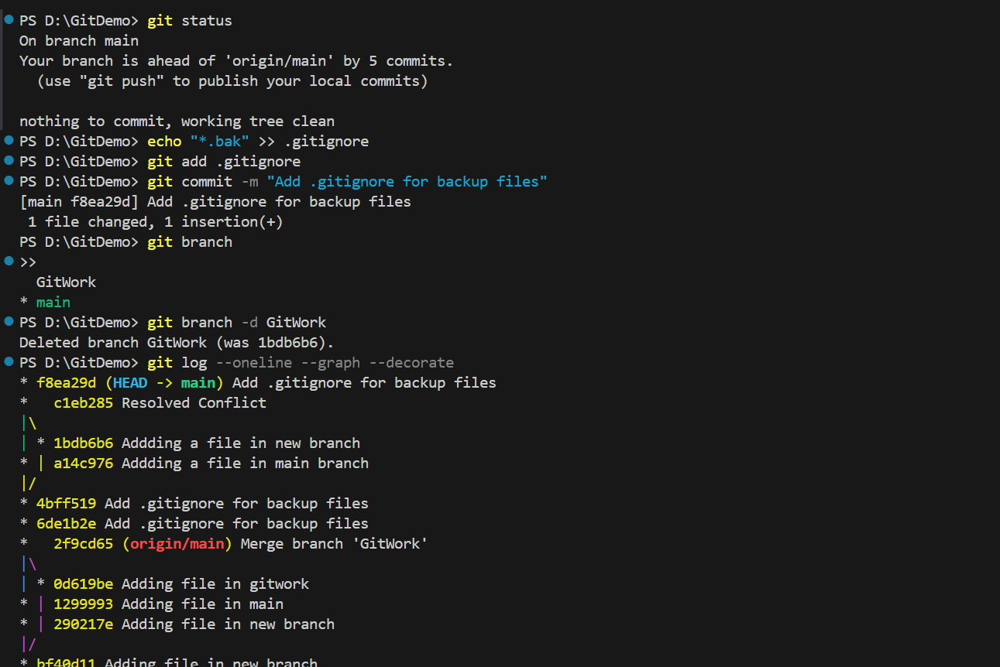 PS D:\GitDemo> git status
On branch main
Your branch is ahead of 'origin/main' by 5 commits.
  (use "git push" to publish your local commits)

nothing to commit, working tree clean
PS D:\GitDemo> echo "*.bak" >> .gitignore
PS D:\GitDemo> git add .gitignore
PS D:\GitDemo> git commit -m "Add .gitignore for backup files"
[main f8ea29d] Add .gitignore for backup files
 1 file changed, 1 insertion(+)
PS D:\GitDemo> git branch
>>
  GitWork
* main
PS D:\GitDemo> git branch -d GitWork
Deleted branch GitWork (was 1bdb6b6).
PS D:\GitDemo> git log --oneline --graph --decorate
* f8ea29d (HEAD -> main) Add .gitignore for backup files
*   c1eb285 Resolved Conflict
|\
| * 1bdb6b6 Addding a file in new branch
* | a14c976 Addding a file in main branch
|/
* 4bff519 Add .gitignore for backup files
* 6de1b2e Add .gitignore for backup files
*   2f9cd65 (origin/main) Merge branch 'GitWork'
|\
| * 0d619be Adding file in gitwork
* | 1299993 Adding file in main
* | 290217e Adding file in new branch
|/
* bf40d11 Adding file in new branch